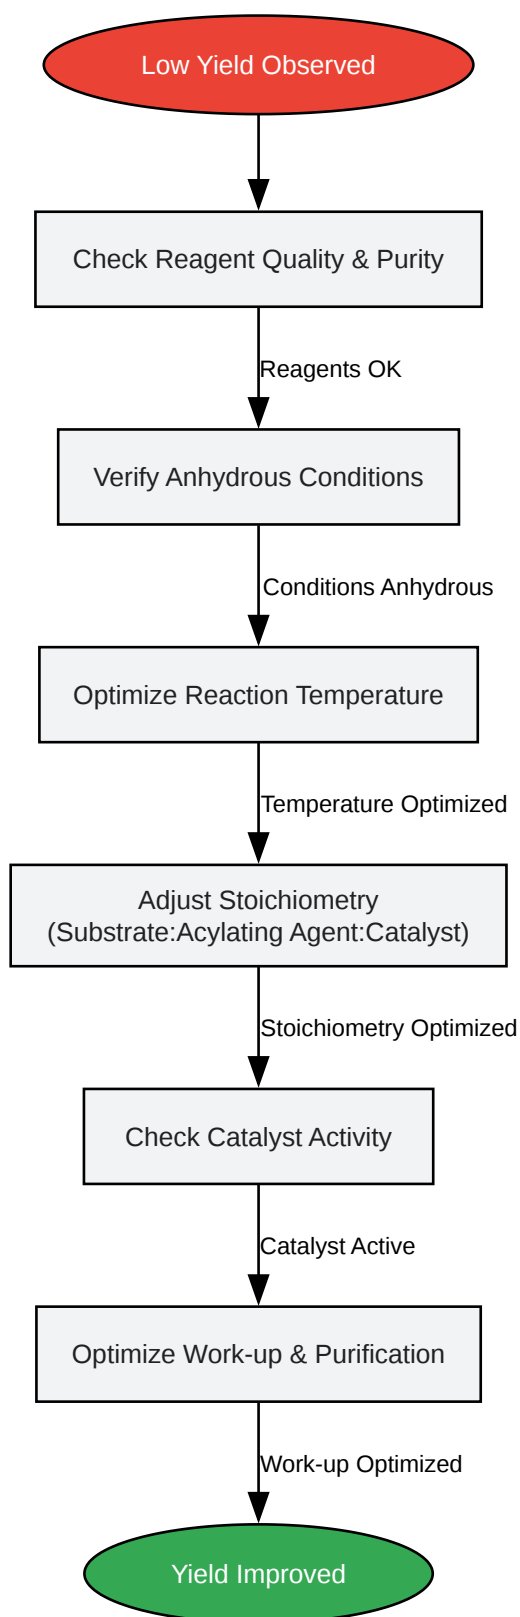 Low Yield Observed
Check Reagent Quality & Purity
Reagents OK
Verify Anhydrous Conditions
Conditions Anhydrous
Optimize Reaction Temperature
Temperature Optimized
Adjust Stoichiometry
(Substrate:Acylating Agent:Catalyst)
Stoichiometry Optimized
Check Catalyst Activity
Catalyst Active
Optimize Work-up & Purification
Work-up Optimized
Yield Improved